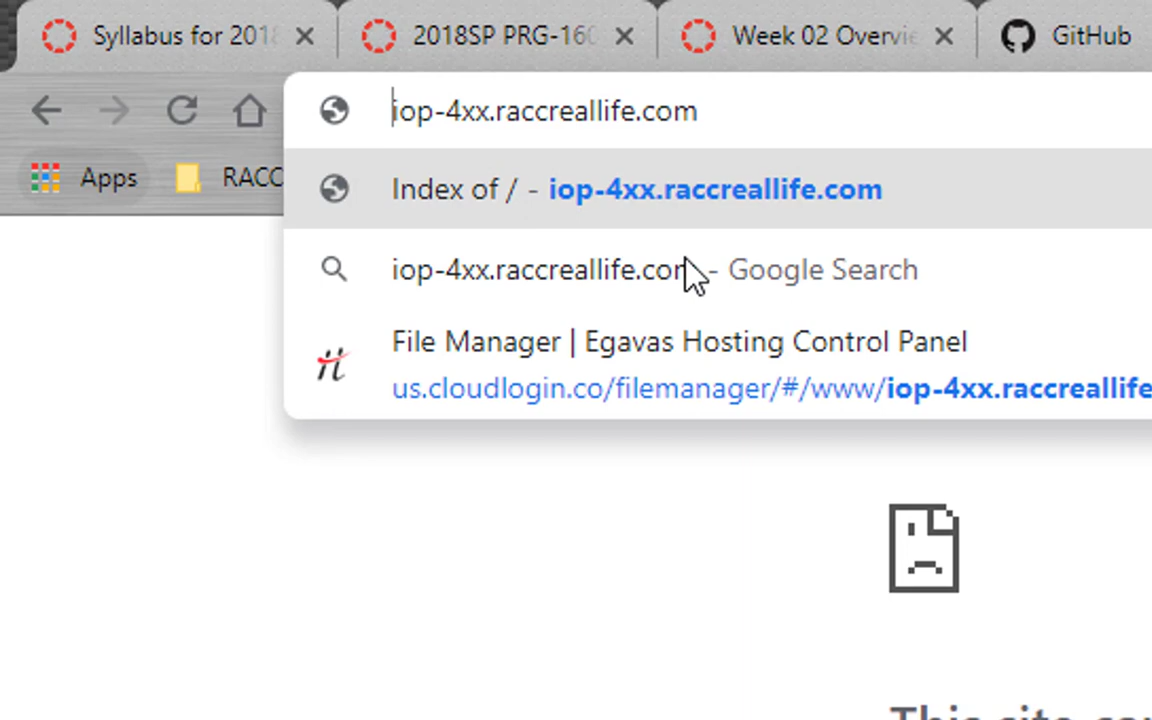 Syllabus for 201
2018SP PRG-160
Week 02 Overvie
GitHub
iop-4xx.raccreallife.com
Apps
RACC
Index of / - iop-4xx.raccreallife.com
iop-4xx.raccreallife.com - Google Search
File Manager | Egavas Hosting Control Panel
us.cloudlogin.co/filemanager/#/www/iop-4xx.raccreallife
This site